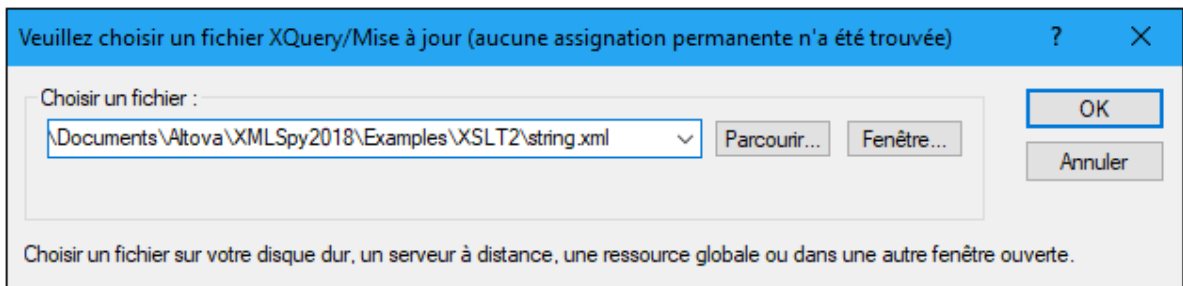 Veuillez choisir un fichier XQuery/Mise à jour (aucune assignation permanente n'a été trouvée) ?
Choisir un fichier :
OK
\Documents\Altova\XMLSpy2018\Examples\XSLT2\string.xml Parcourir... Fenêtre...
Annuler
Choisir un fichier sur votre disque dur, un serveur à distance, une ressource globale ou dans une autre fenêtre ouverte.